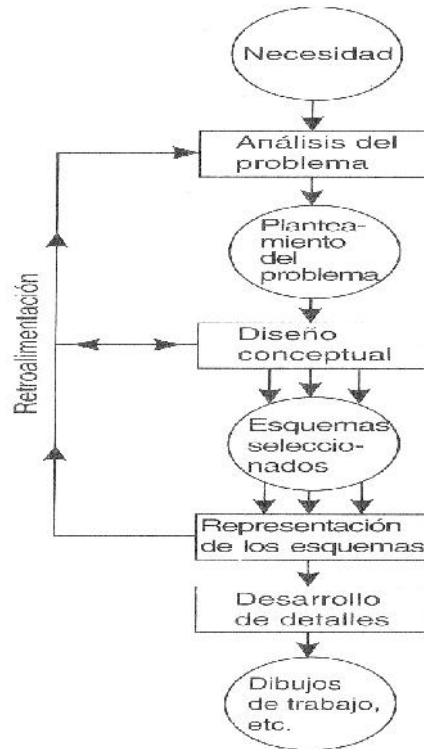 Necesidad
Análisis del
problema
Plantea-
miento
del
problema
Retroalimentación
Diseño
conceptual
Esquemas
seleccio-
nados
Representación
de los esquemas
Desarrollo
de detalles
Dibujos
de trabajo,
etc.